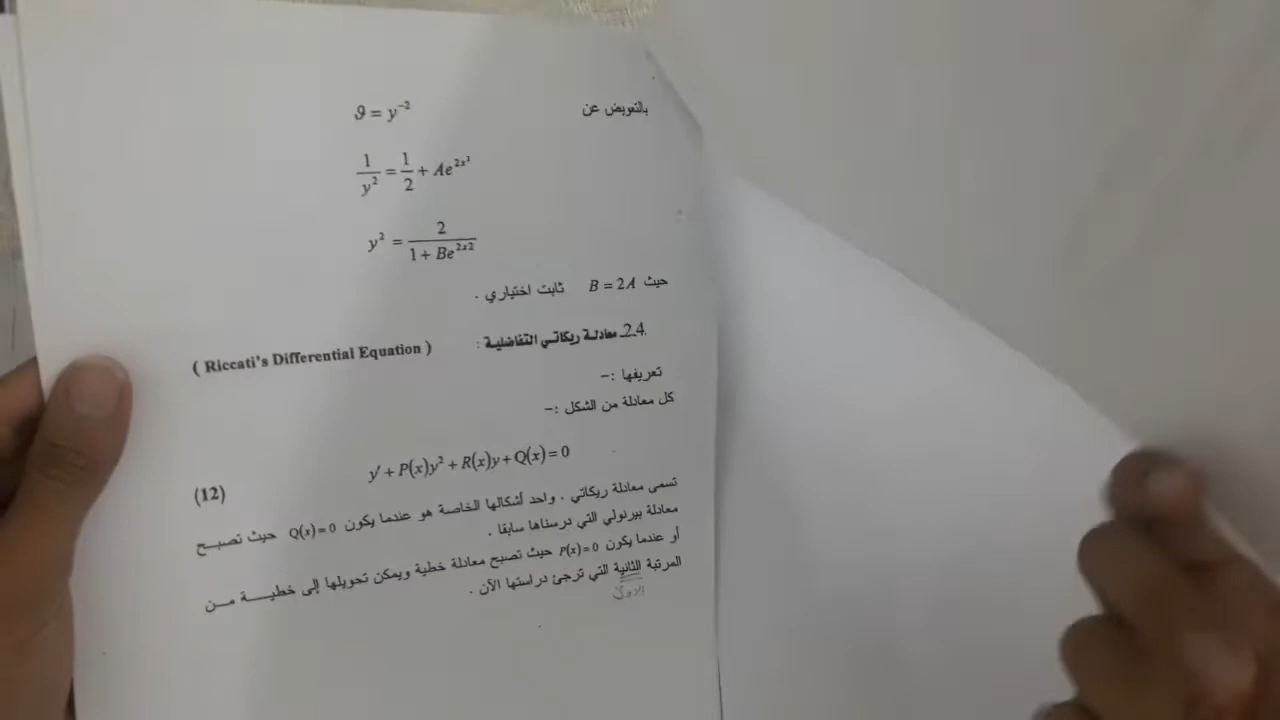 بالتعويض عن ϑ = y⁻²
1/y² = 1/2 + Ae^{2x³}
y² = 2/(1 + Be^{2x2})
حيث B = 2A ثابت اختياري .
2.4. معادلة ريكاتي التفاضلية : ( Riccati's Differential Equation )
تعريفها :–
كل معادلة من الشكل :–
y′ + P(x)y² + R(x)y + Q(x) = 0
(12)
تسمى معادلة ريكاتي . واحد أشكالها الخاصة هو عندما يكون Q(x) = 0 حيث تصبح
معادلة بيرنولي التي درسناها سابقا .
أو عندما يكون P(x) = 0 حيث تصبح معادلة خطية ويمكن تحويلها إلى خطية من
المرتبة الثانية التي ترجئ دراستها الآن .
الاولى